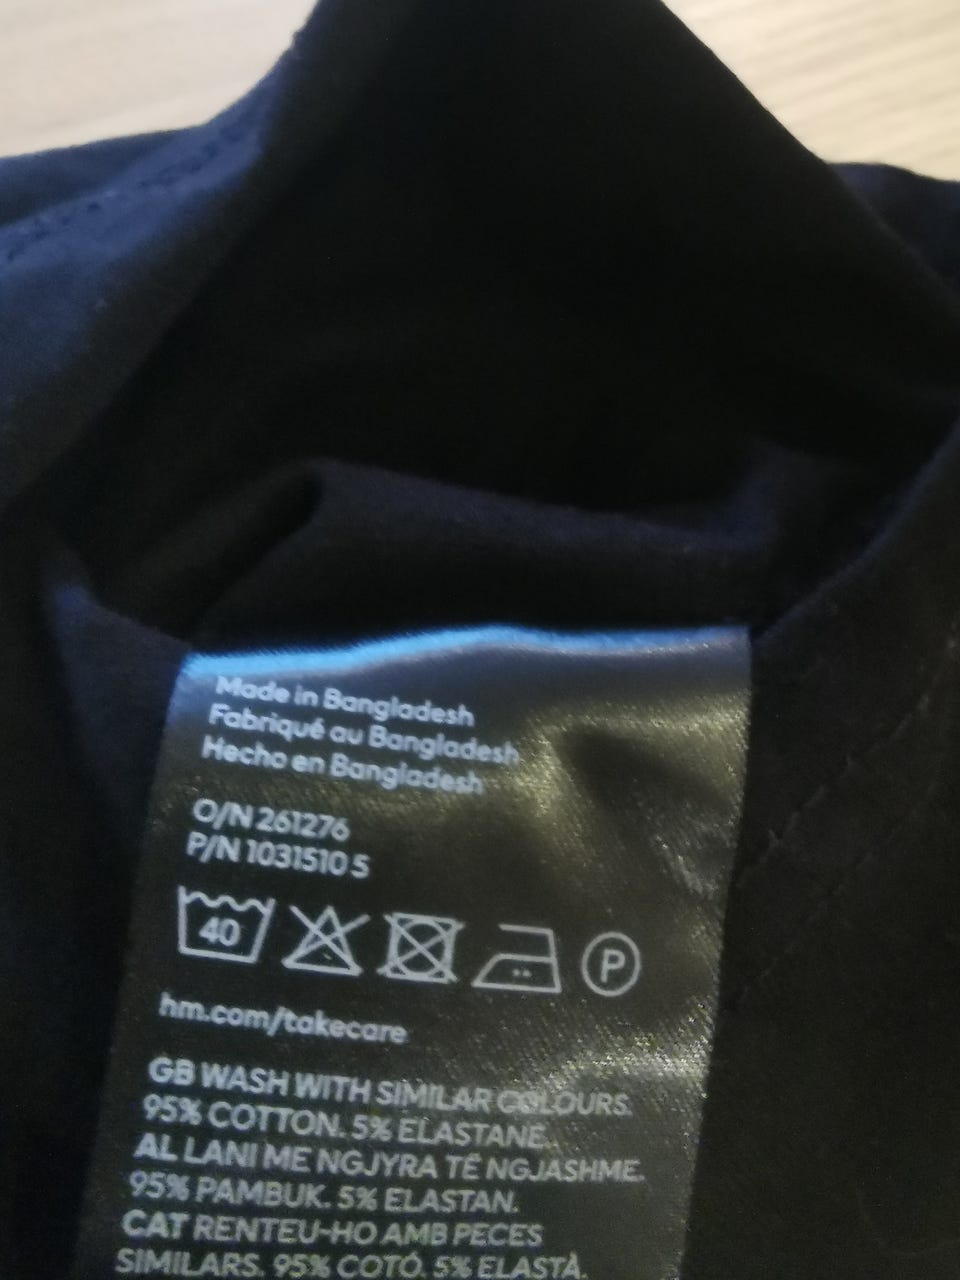 Made in Bangladesh
Fabriqué au Bangladesh
Hecho en Bangladesh
O/N 261276
P/N 1031510 S
40 P
hm.com/takecare
GB WASH WITH SIMILAR COLOURS.
95% COTTON. 5% ELASTANE.
AL LANI ME NGJYRA TË NGJASHME.
95% PAMBUK. 5% ELASTAN.
CAT RENTEU-HO AMB PECES
SIMILARS. 95% COTÓ. 5% ELASTÀ.